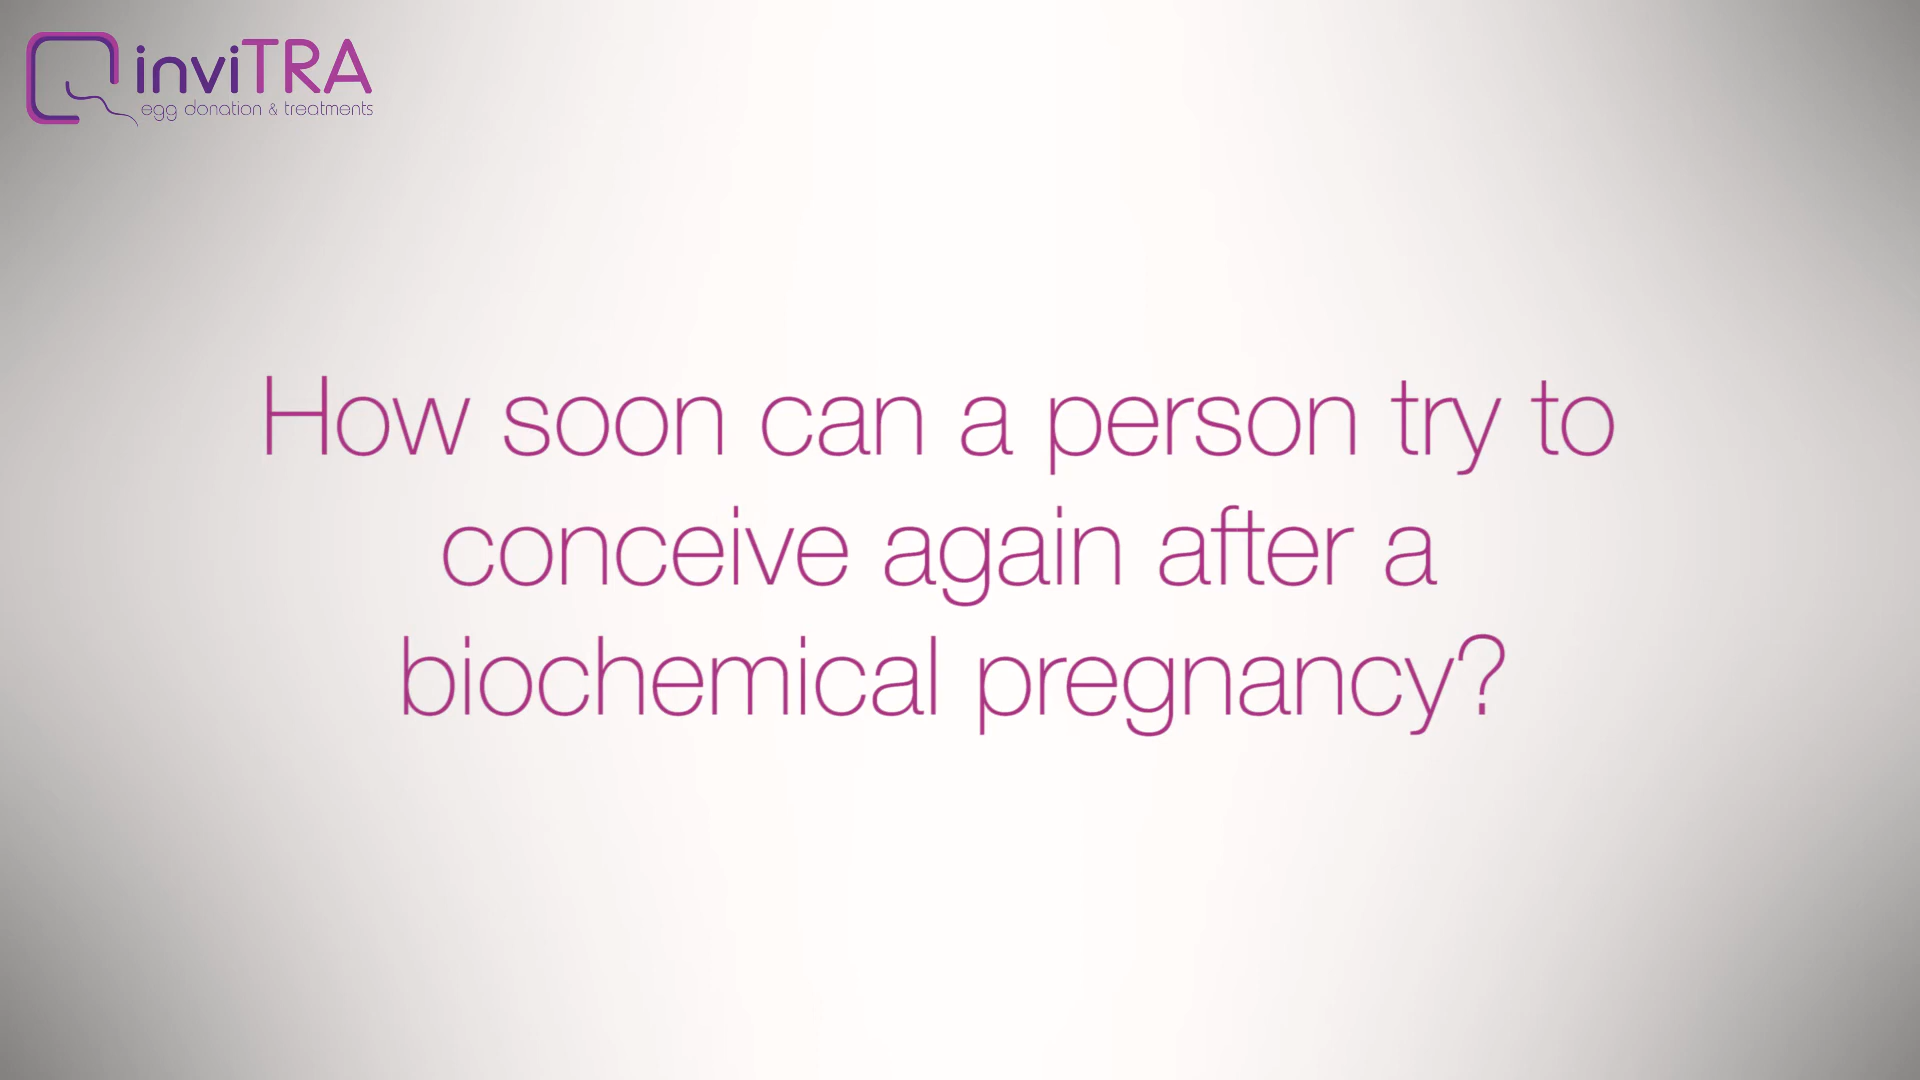 inviTRA
egg donation & treatments
How soon can a person try to
conceive again after a
biochemical pregnancy?